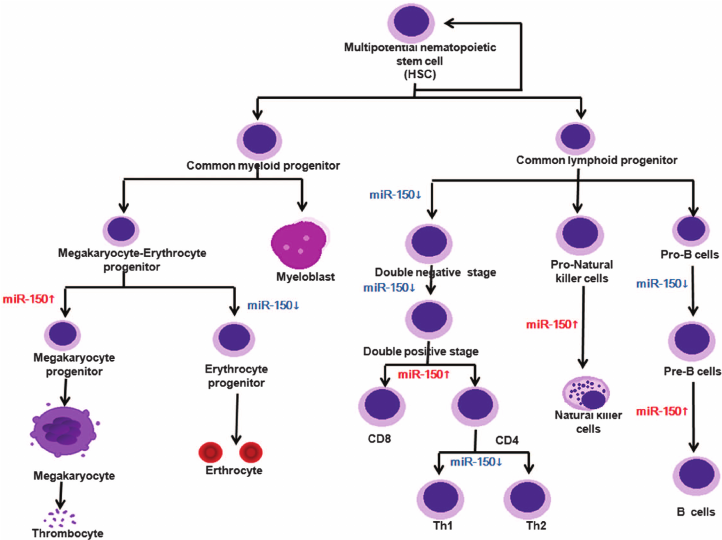 Multipotential nematopoietic
stem cell
(HSC)
Common myeloid progenitor
Common lymphoid progenitor
miR-150↓
Megakaryocyte-Erythrocyte
progenitor
Myeloblast
Double negative stage
Pro-Natural
killer cells
Pro-B cells
miR-150↑
miR-150↓
miR-150↓
miR-150↓
miR-150↑
Megakaryocyte
progenitor
Erythrocyte
progenitor
Double positive stage
miR-150↑
Pre-B cells
CD8
CD4
Natural killer
cells
miR-150↑
miR-150↓
Megakaryocyte
Erthrocyte
Thrombocyte
Th1
Th2
B cells